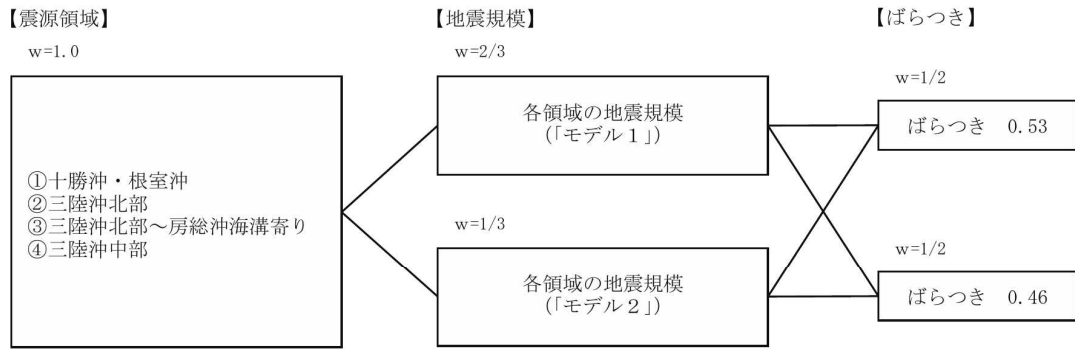 【震源領域】
w=1.0
①十勝沖・根室沖
②三陸沖北部
③三陸沖北部～房総沖海溝寄り
④三陸沖中部
【地震規模】
w=2/3
各領域の地震規模
(「モデル１」)
w=1/3
各領域の地震規模
(「モデル２」)
【ばらつき】
w=1/2
ばらつき　0.53
w=1/2
ばらつき　0.46